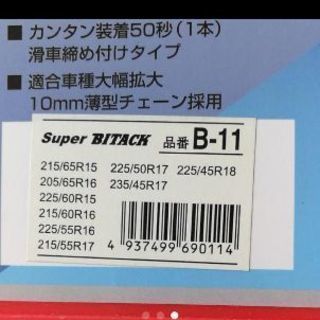 ■ カンタン装着50秒(1本)
滑車締め付けタイプ
■ 適合車種大幅拡大
10mm薄型チェーン採用
Super BITACK 品番 B-11
215/65R15 225/50R17 225/45R18
205/65R16 235/45R17
225/60R15
215/60R16
225/55R16
215/55R17
4 937499 690114